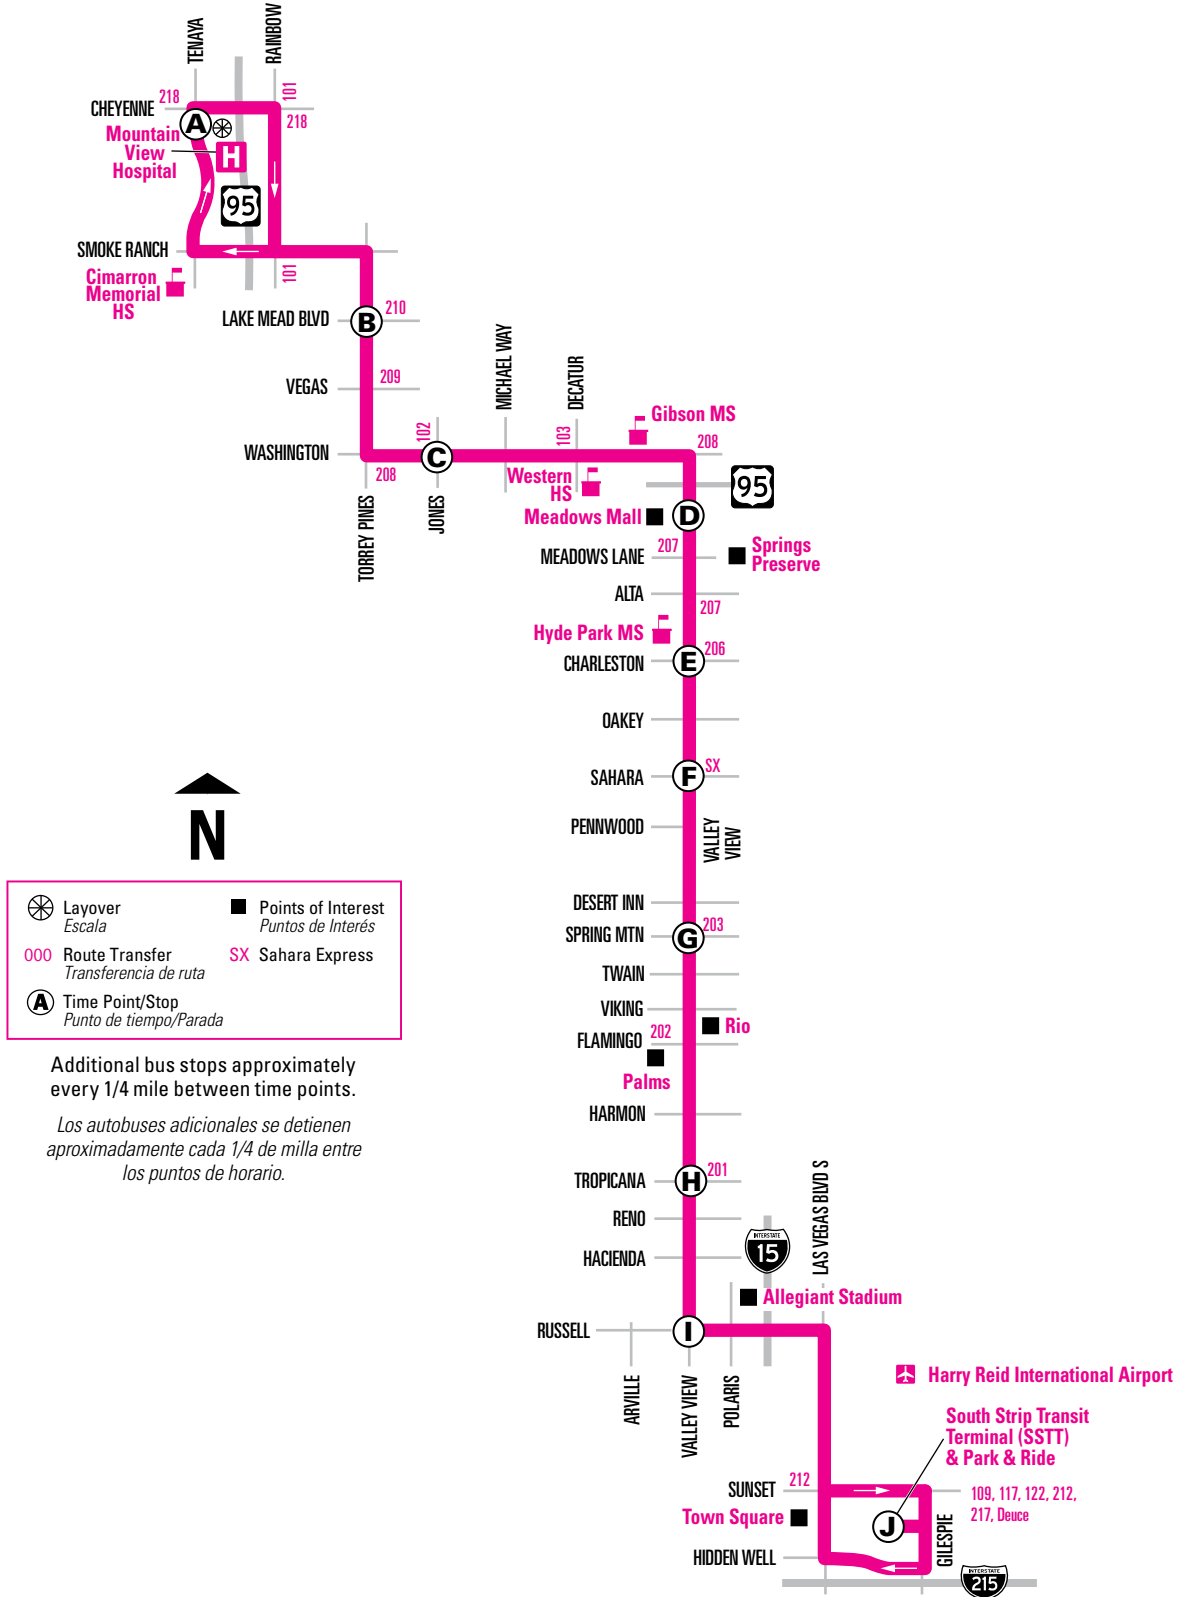 TENAYA
RAINBOW
CHEYENNE
218
101
218
A
Mountain
View
Hospital
H
95
SMOKE RANCH
101
Cimarron
Memorial
HS
LAKE MEAD BLVD
B
210
VEGAS
209
MICHAEL WAY
DECATUR
WASHINGTON
208
102
C
103
Gibson MS
208
Western
HS
95
TORREY PINES
JONES
Meadows Mall
D
MEADOWS LANE
207
Springs
Preserve
ALTA
207
Hyde Park MS
CHARLESTON
E
206
OAKEY
SAHARA
F
SX
PENNWOOD
VALLEY
VIEW
DESERT INN
SPRING MTN
G
203
TWAIN
VIKING
Rio
FLAMINGO
202
Palms
HARMON
TROPICANA
H
201
RENO
HACIENDA
INTERSTATE
15
LAS VEGAS BLVD S
Allegiant Stadium
RUSSELL
I
ARVILLE
VALLEY VIEW
POLARIS
Harry Reid International Airport
South Strip Transit
Terminal (SSTT)
& Park & Ride
SUNSET
212
109, 117, 122, 212,
217, Deuce
Town Square
J
GILESPIE
HIDDEN WELL
INTERSTATE
215
N
Layover
Escala
000 Route Transfer
Transferencia de ruta
A Time Point/Stop
Punto de tiempo/Parada
Points of Interest
Puntos de Interés
SX Sahara Express
Additional bus stops approximately
every 1/4 mile between time points.
Los autobuses adicionales se detienen
aproximadamente cada 1/4 de milla entre
los puntos de horario.